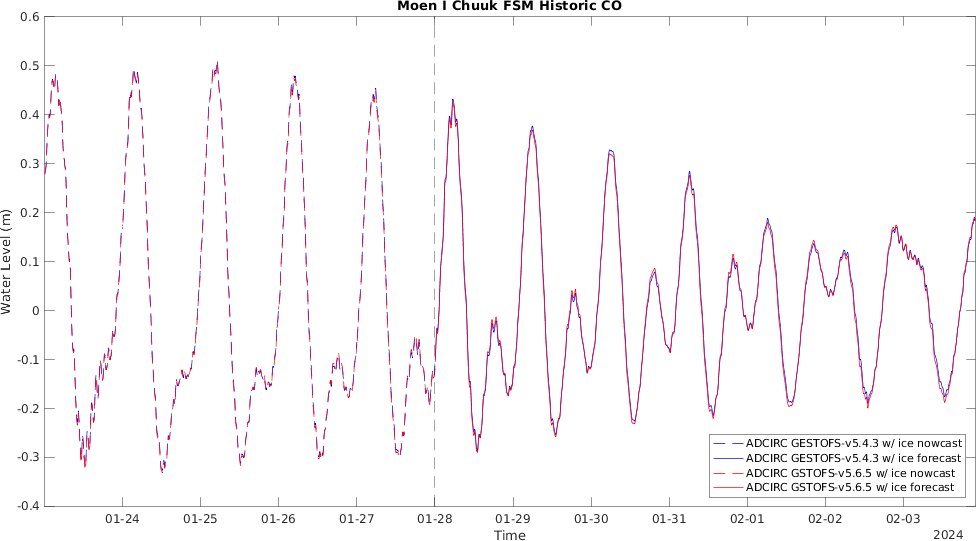 Moen I Chuuk FSM Historic CO
0.6
0.5
0.4
0.3
0.2
0.1
0
-0.1
-0.2
-0.3
-0.4
Water Level (m)
ADCIRC GESTOFS-v5.4.3 w/ ice nowcast
ADCIRC GESTOFS-v5.4.3 w/ ice forecast
ADCIRC GSTOFS-v5.6.5 w/ ice nowcast
ADCIRC GSTOFS-v5.6.5 w/ ice forecast
01-24 01-25 01-26 01-27 01-28 01-29 01-30 01-31 02-01 02-02 02-03
Time
2024